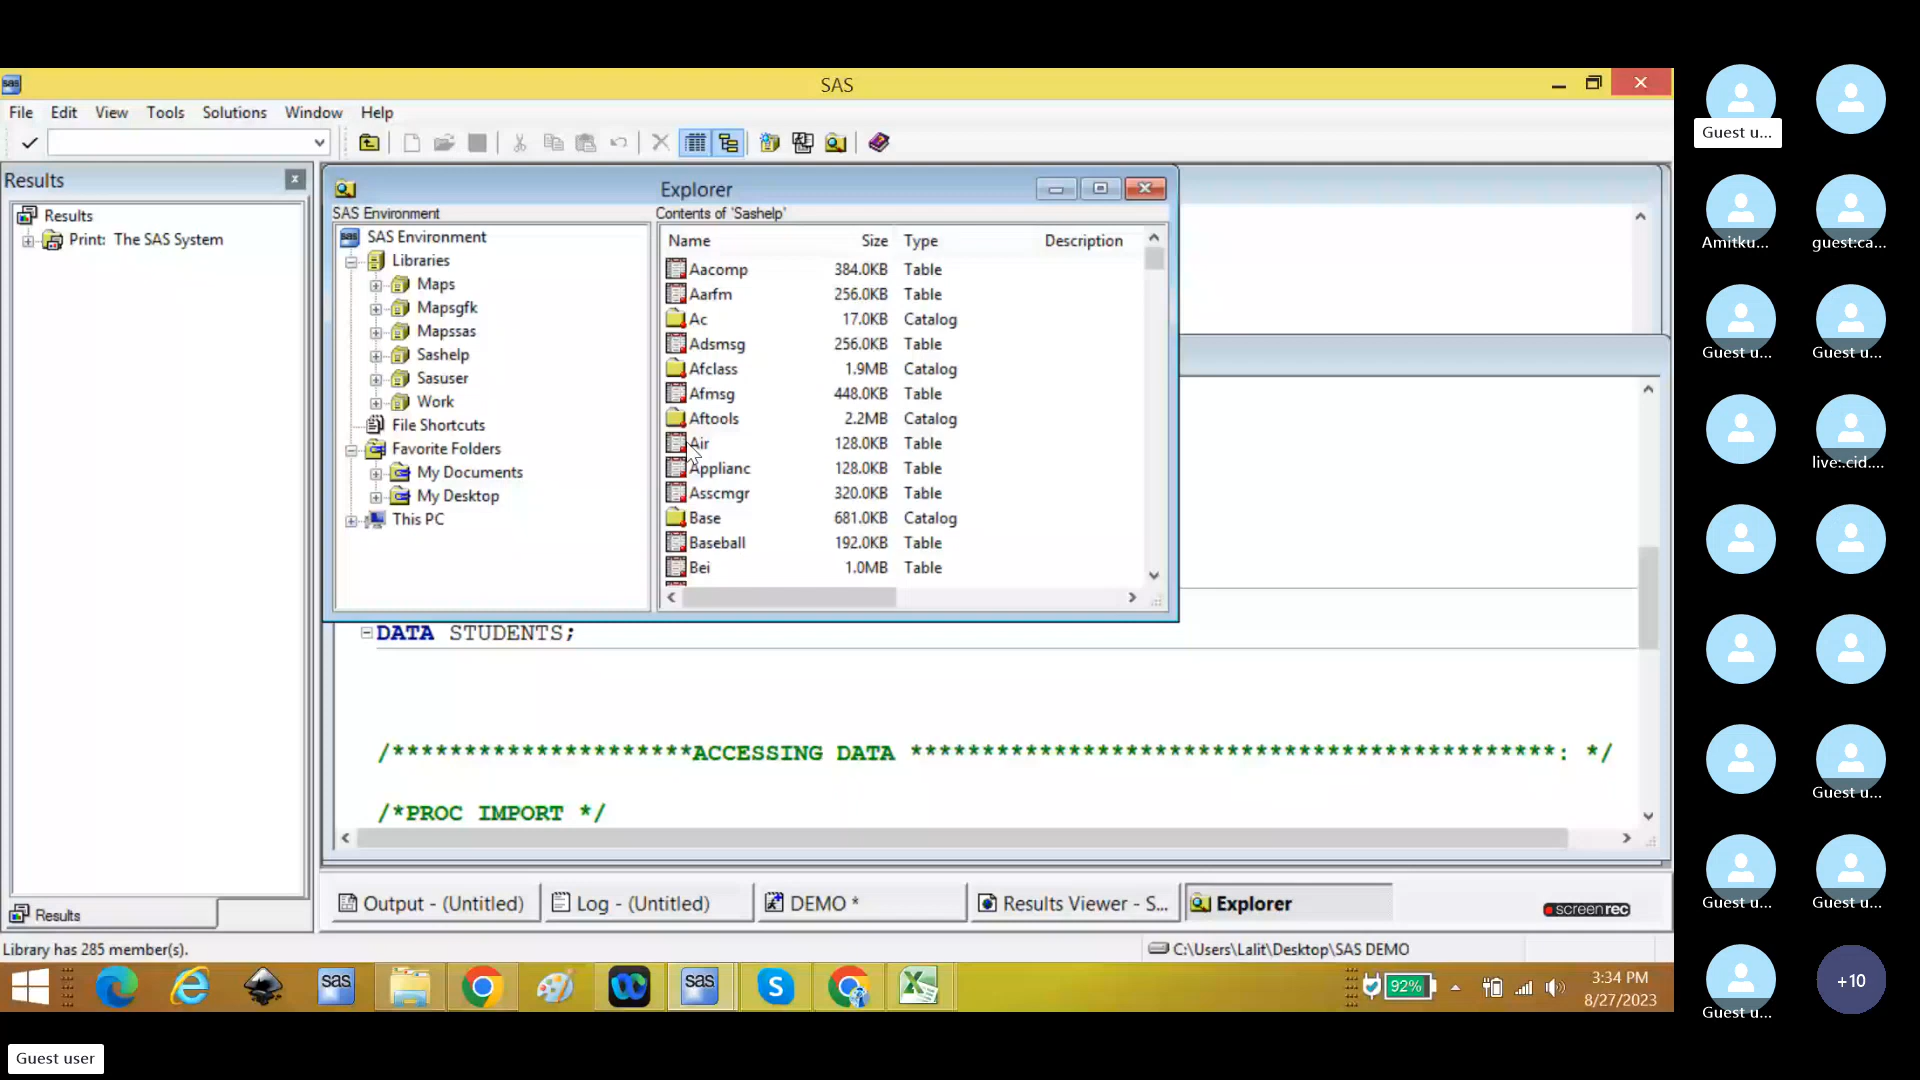 SAS
File Edit View Tools Solutions Window Help
Results
Results
Print: The SAS System
Results
Explorer
SAS Environment
SAS Environment
Libraries
Maps
Mapsgfk
Mapssas
Sashelp
Sasuser
Work
File Shortcuts
Favorite Folders
My Documents
My Desktop
This PC
Contents of 'Sashelp'
Name Size Type Description
Aacomp 384.0KB Table
Aarfm 256.0KB Table
Ac 17.0KB Catalog
Adsmsg 256.0KB Table
Afclass 1.9MB Catalog
Afmsg 448.0KB Table
Aftools 2.2MB Catalog
Air 128.0KB Table
Applianc 128.0KB Table
Asscmgr 320.0KB Table
Base 681.0KB Catalog
Baseball 192.0KB Table
Bei 1.0MB Table
DATA STUDENTS;
/*********************ACCESSING DATA *********************************************: */
/*PROC IMPORT */
Output - (Untitled) Log - (Untitled) DEMO * Results Viewer - S... Explorer
screenrec
Library has 285 member(s). C:\Users\Lalit\Desktop\SAS DEMO
sas sas 92% 3:34 PM
8/27/2023
Guest user
Guest u...
Amitku... guest:ca...
Guest u... Guest u...
live:.cid....
Guest u...
Guest u... Guest u...
Guest u... +10